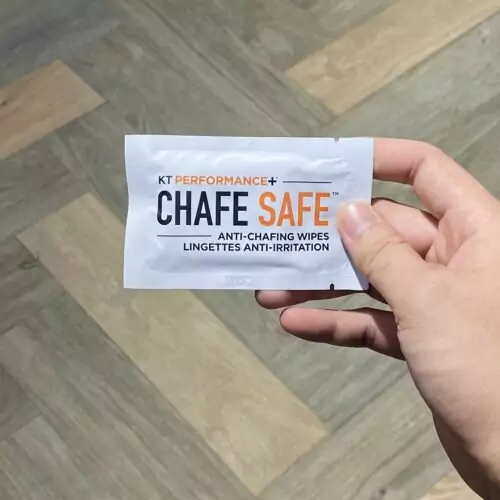 KT PERFORMANCE+
CHAFE SAFE™
ANTI-CHAFING WIPES
LINGETTES ANTI-IRRITATION